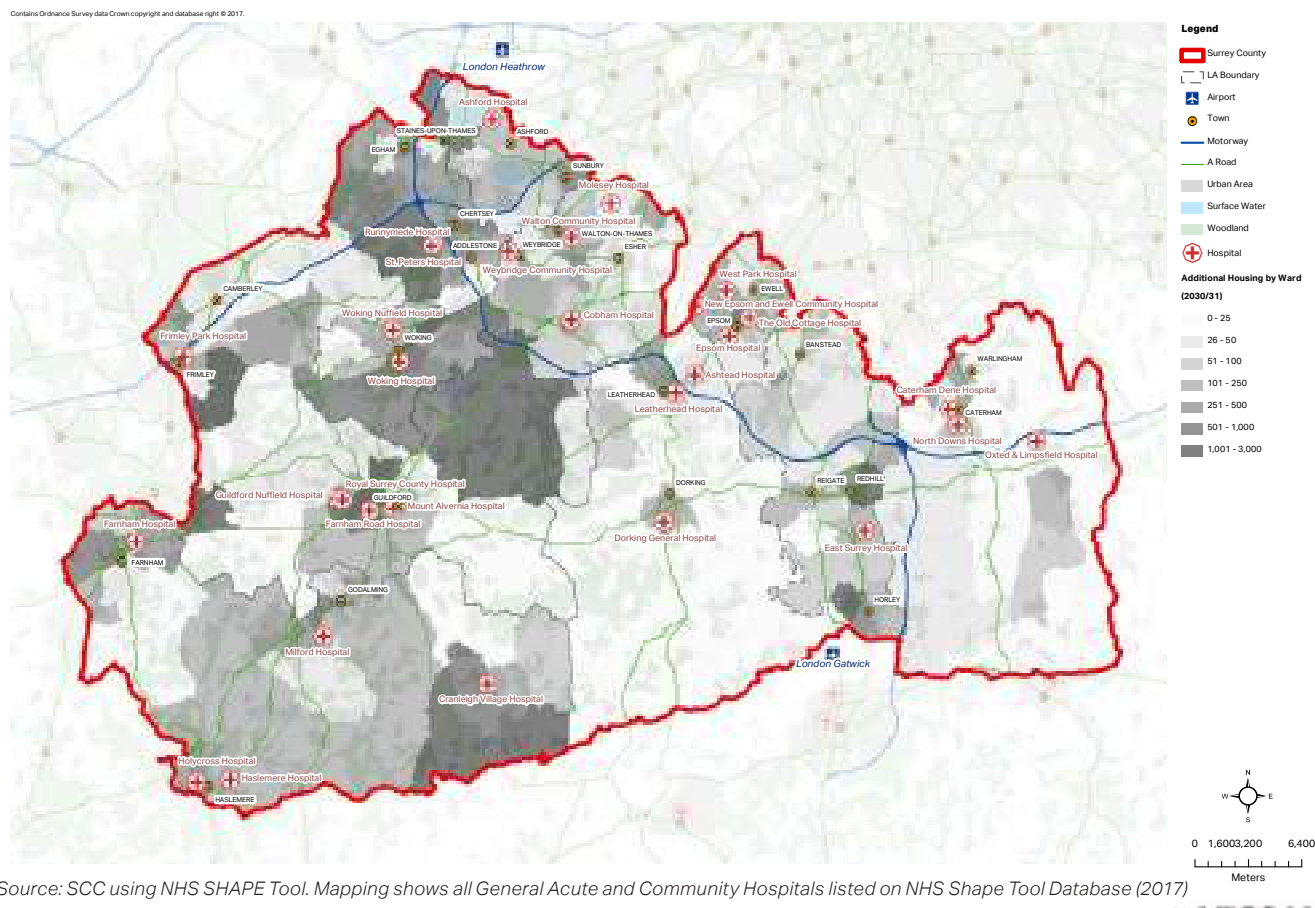 Contains Ordnance Survey data Crown copyright and database right © 2017.
London Heathrow
Ashford Hospital
STAINES-UPON-THAMES
ASHFORD
EGHAM
SUNBURY
Molesey Hospital
CHERTSEY
Walton Community Hospital
Runnymede Hospital
WALTON-ON-THAMES
ADDLESTONE
WEYBRIDGE
ESHER
St. Peters Hospital
Weybridge Community Hospital
West Park Hospital
EWELL
CAMBERLEY
New Epsom and Ewell Community Hospital
Woking Nuffield Hospital
Cobham Hospital
EPSOM
The Old Cottage Hospital
Frimley Park Hospital
WOKING
Epsom Hospital
BANSTEAD
WARLINGHAM
FRIMLEY
Woking Hospital
Ashtead Hospital
LEATHERHEAD
Caterham Dene Hospital
Leatherhead Hospital
CATERHAM
North Downs Hospital
Oxted & Limpsfield Hospital
Royal Surrey County Hospital
DORKING
REIGATE
REDHILL
Guildford Nuffield Hospital
GUILDFORD
Mount Alvernia Hospital
Farnham Hospital
Farnham Road Hospital
Dorking General Hospital
East Surrey Hospital
FARNHAM
GODALMING
HORLEY
Milford Hospital
London Gatwick
Cranleigh Village Hospital
Holycross Hospital
Haslemere Hospital
HASLEMERE
Legend
Surrey County
LA Boundary
Airport
Town
Motorway
A Road
Urban Area
Surface Water
Woodland
Hospital
Additional Housing by Ward
(2030/31)
0 - 25
26 - 50
51 - 100
101 - 250
251 - 500
501 - 1,000
1,001 - 3,000
N
W
E
S
0 1,6003,200 6,400
Meters
Source: SCC using NHS SHAPE Tool. Mapping shows all General Acute and Community Hospitals listed on NHS Shape Tool Database (2017)